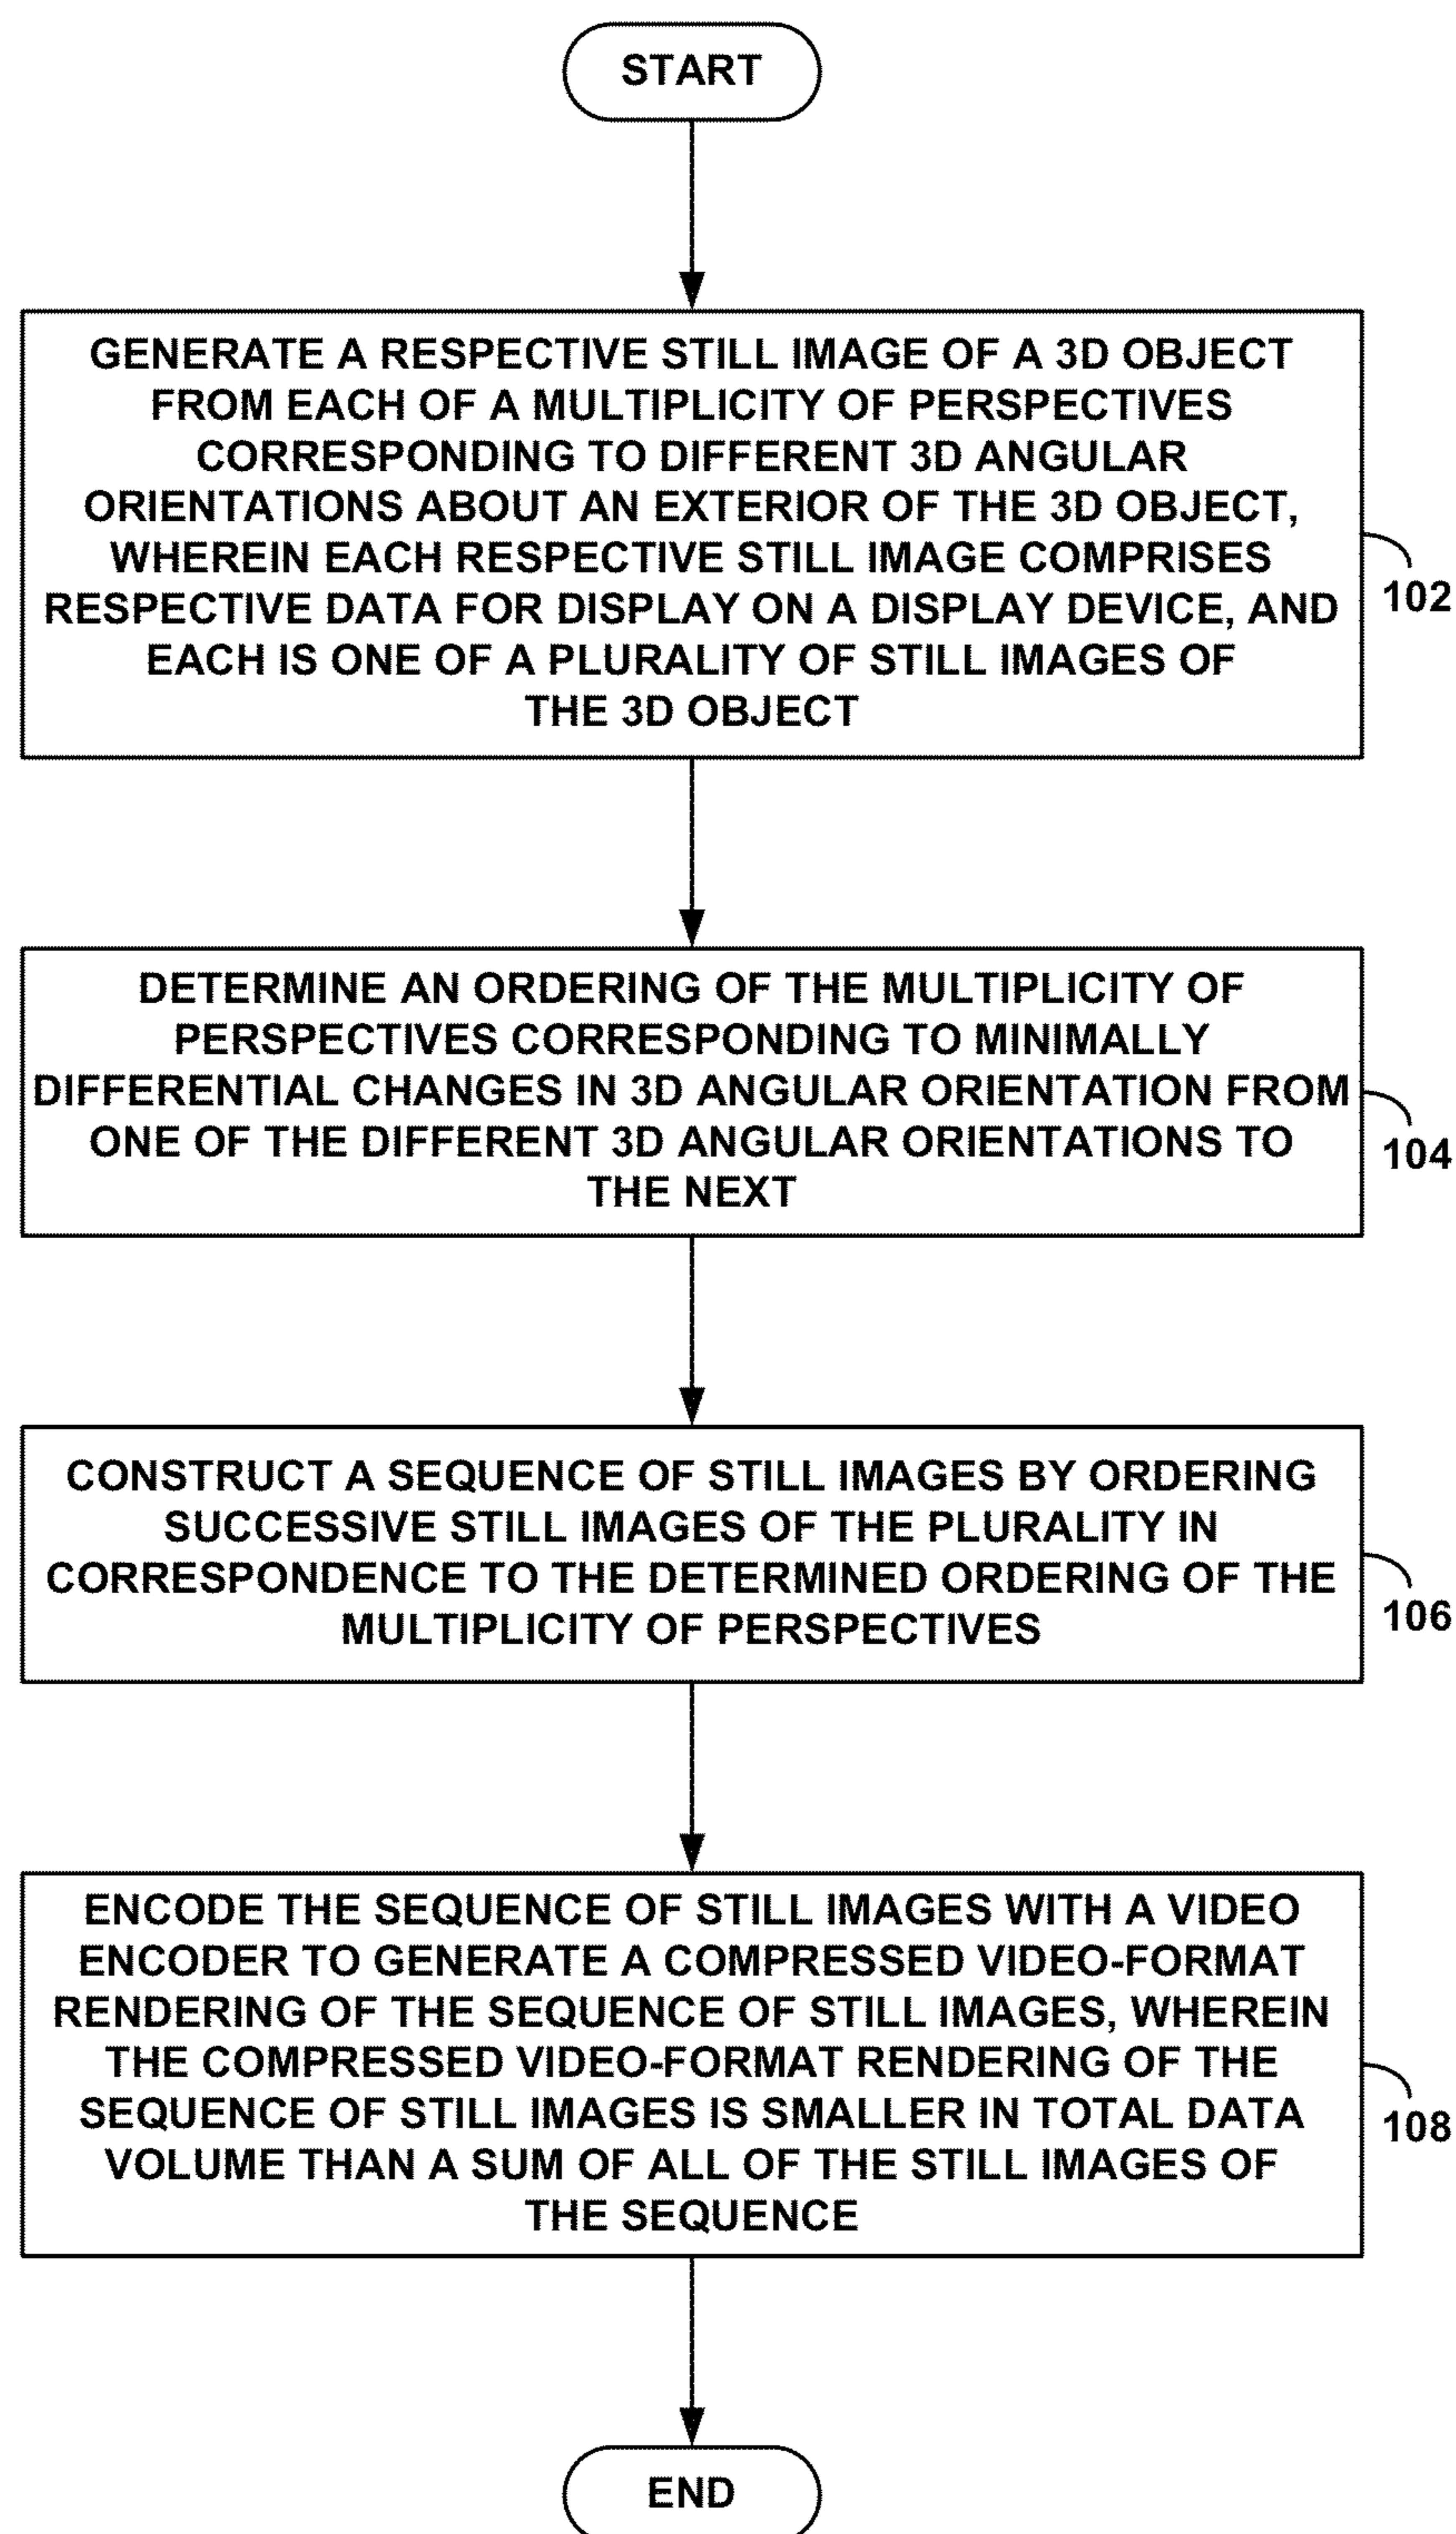 START
GENERATE A RESPECTIVE STILL IMAGE OF A 3D OBJECT
FROM EACH OF A MULTIPLICITY OF PERSPECTIVES
CORRESPONDING TO DIFFERENT 3D ANGULAR
ORIENTATIONS ABOUT AN EXTERIOR OF THE 3D OBJECT,
WHEREIN EACH RESPECTIVE STILL IMAGE COMPRISES
RESPECTIVE DATA FOR DISPLAY ON A DISPLAY DEVICE, AND
EACH IS ONE OF A PLURALITY OF STILL IMAGES OF
THE 3D OBJECT
102
DETERMINE AN ORDERING OF THE MULTIPLICITY OF
PERSPECTIVES CORRESPONDING TO MINIMALLY
DIFFERENTIAL CHANGES IN 3D ANGULAR ORIENTATION FROM
ONE OF THE DIFFERENT 3D ANGULAR ORIENTATIONS TO
THE NEXT
104
CONSTRUCT A SEQUENCE OF STILL IMAGES BY ORDERING
SUCCESSIVE STILL IMAGES OF THE PLURALITY IN
CORRESPONDENCE TO THE DETERMINED ORDERING OF THE
MULTIPLICITY OF PERSPECTIVES
106
ENCODE THE SEQUENCE OF STILL IMAGES WITH A VIDEO
ENCODER TO GENERATE A COMPRESSED VIDEO-FORMAT
RENDERING OF THE SEQUENCE OF STILL IMAGES, WHEREIN
THE COMPRESSED VIDEO-FORMAT RENDERING OF THE
SEQUENCE OF STILL IMAGES IS SMALLER IN TOTAL DATA
VOLUME THAN A SUM OF ALL OF THE STILL IMAGES OF
THE SEQUENCE
108
END